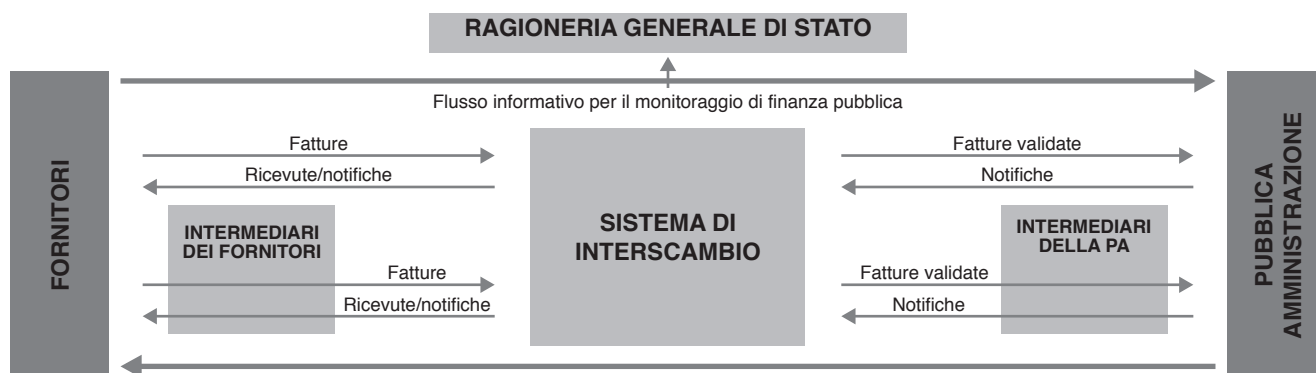 RAGIONERIA GENERALE DI STATO
Flusso informativo per il monitoraggio di finanza pubblica
FORNITORI
Fatture
Ricevute/notifiche
INTERMEDIARI
DEI FORNITORI
Fatture
Ricevute/notifiche
SISTEMA DI
INTERSCAMBIO
Fatture validate
Notifiche
INTERMEDIARI
DELLA PA
Fatture validate
Notifiche
PUBBLICA
AMMINISTRAZIONE